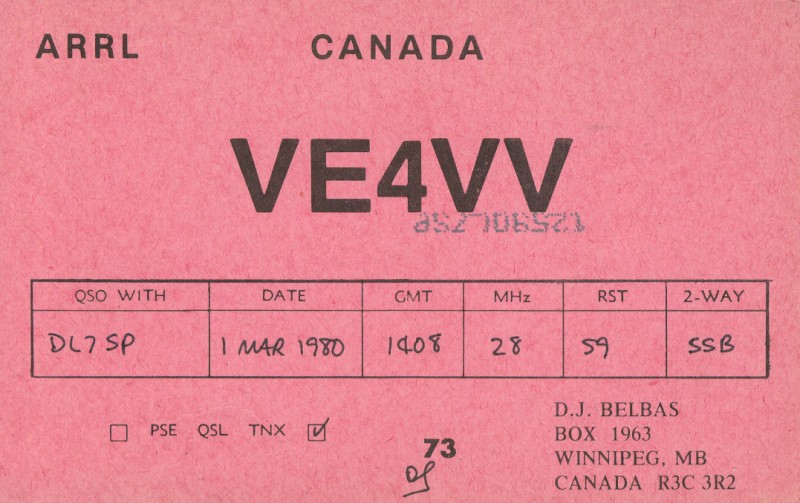 ARRL CANADA
VE4VV
12590L7SP
QSO WITH DATE GMT MHz RST 2-WAY
DL7SP 1 MAR 1980 1408 28 59 SSB
PSE QSL TNX
73
D.J. BELBAS
BOX 1963
WINNIPEG, MB
CANADA R3C 3R2